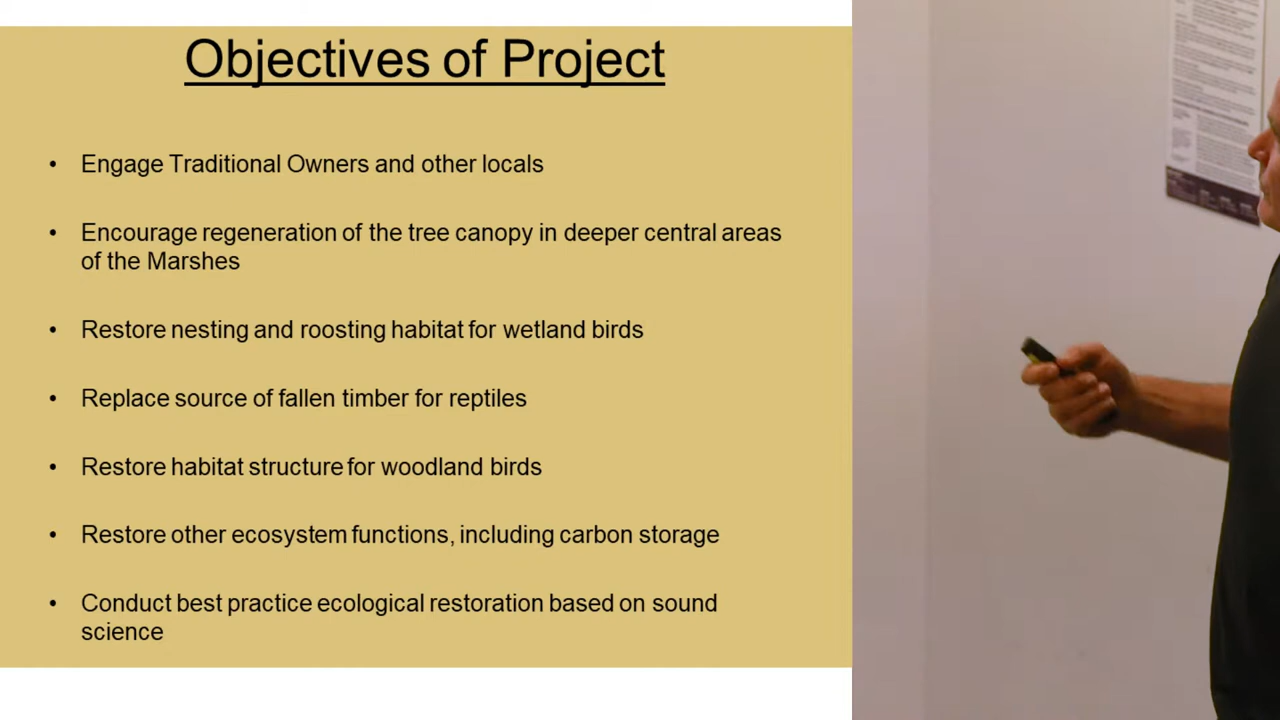 Objectives of Project
• Engage Traditional Owners and other locals
• Encourage regeneration of the tree canopy in deeper central areas
of the Marshes
• Restore nesting and roosting habitat for wetland birds
• Replace source of fallen timber for reptiles
• Restore habitat structure for woodland birds
• Restore other ecosystem functions, including carbon storage
• Conduct best practice ecological restoration based on sound
science